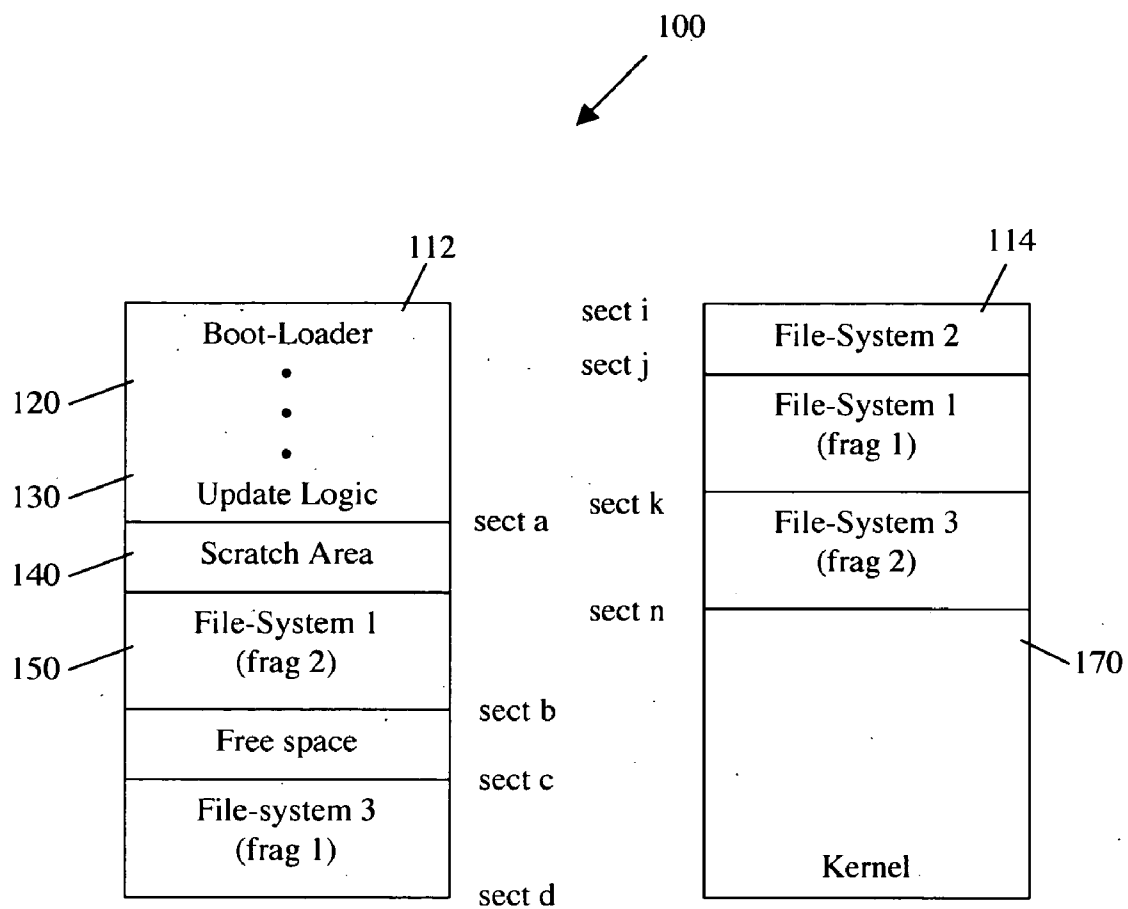 100
112
Boot-Loader
120
130
Update Logic
sect a
140
Scratch Area
150
File-System 1
(frag 2)
sect b
Free space
sect c
File-system 3
(frag 1)
sect d
114
sect i
File-System 2
sect j
File-System 1
(frag 1)
sect k
File-System 3
(frag 2)
sect n
170
Kernel